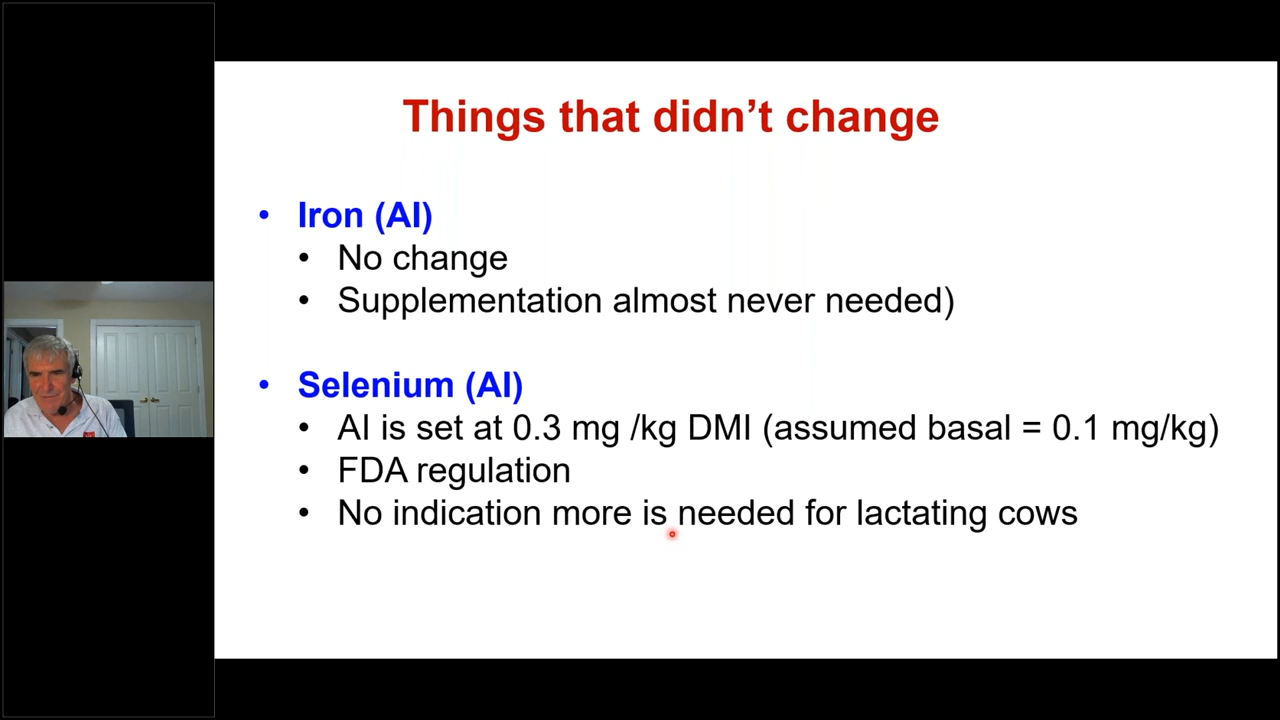 Things that didn’t change
• Iron (AI)
• No change
• Supplementation almost never needed)
• Selenium (AI)
• AI is set at 0.3 mg /kg DMI (assumed basal = 0.1 mg/kg)
• FDA regulation
• No indication more is needed for lactating cows